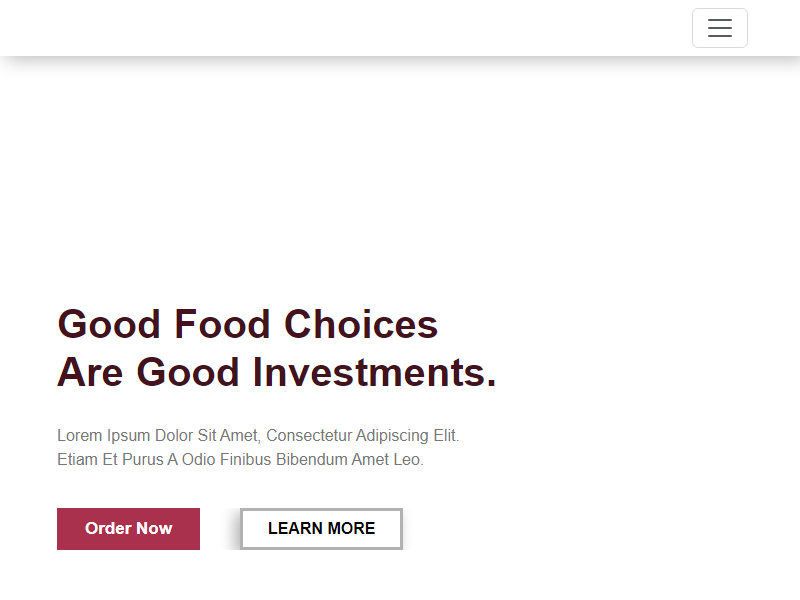 Good Food Choices
Are Good Investments.
Lorem Ipsum Dolor Sit Amet, Consectetur Adipiscing Elit.
Etiam Et Purus A Odio Finibus Bibendum Amet Leo.
Order Now
LEARN MORE